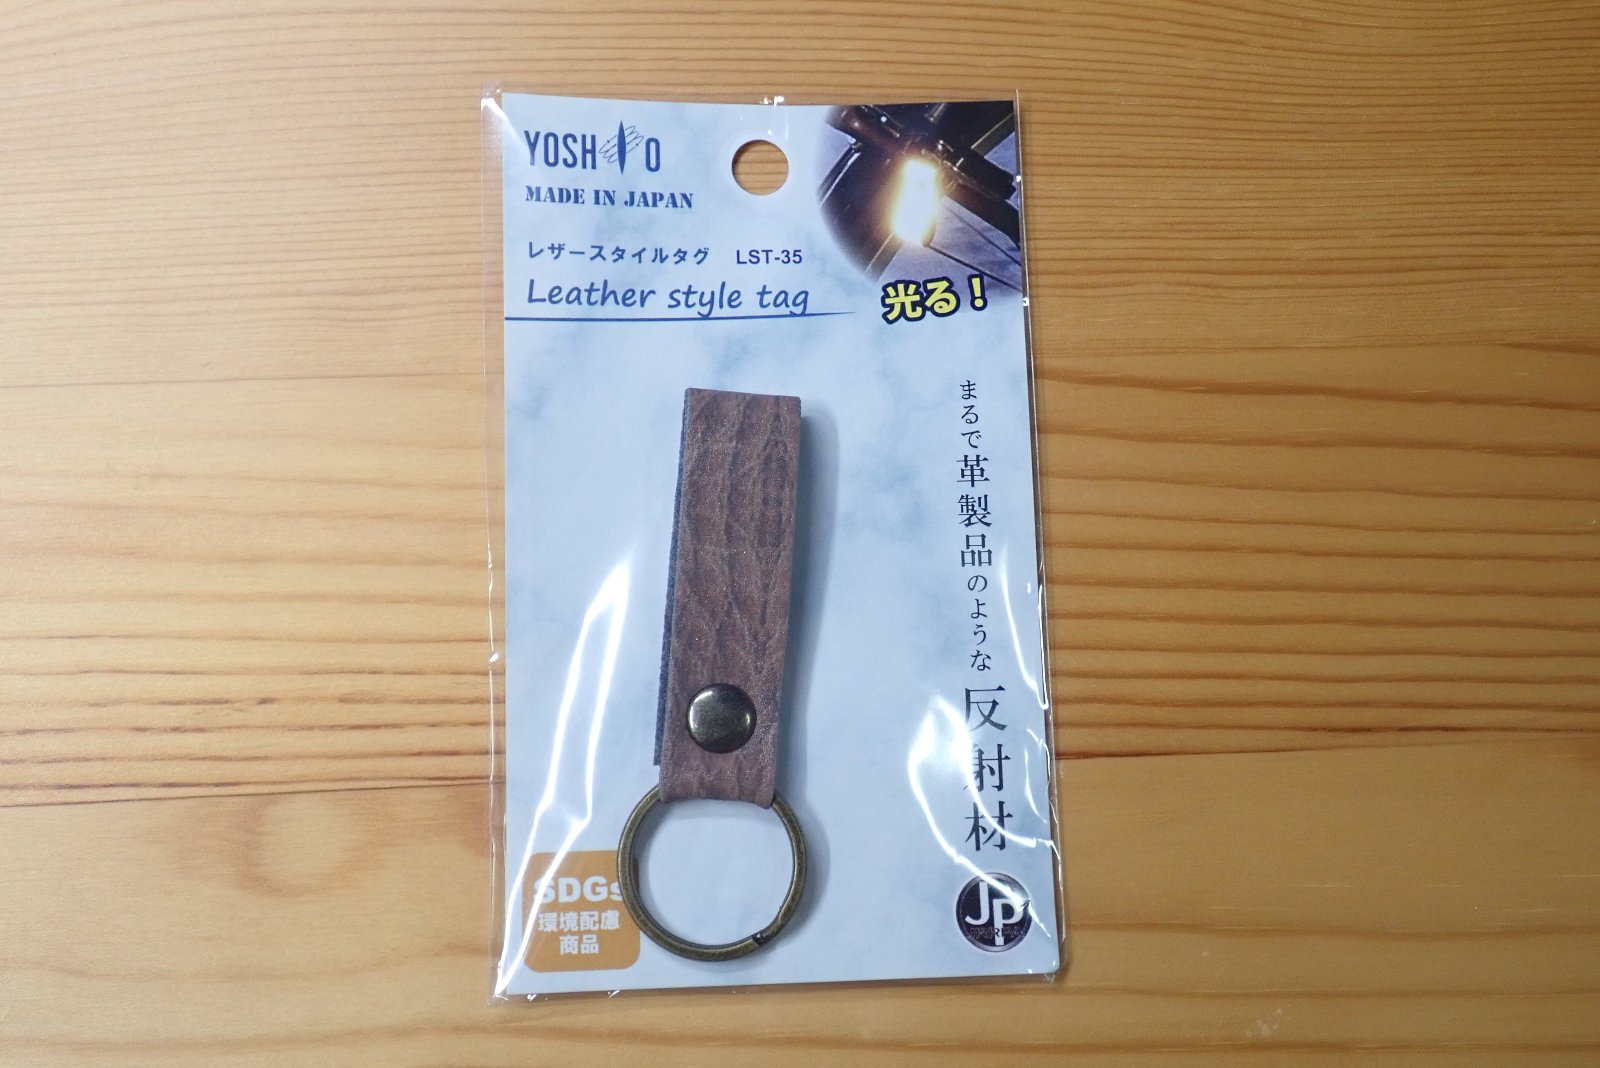 YOSHIO
MADE IN JAPAN
レザースタイルタグ LST-35
Leather style tag
光る！
まるで革製品のような反射材
SDGs
環境配慮
商品
JP